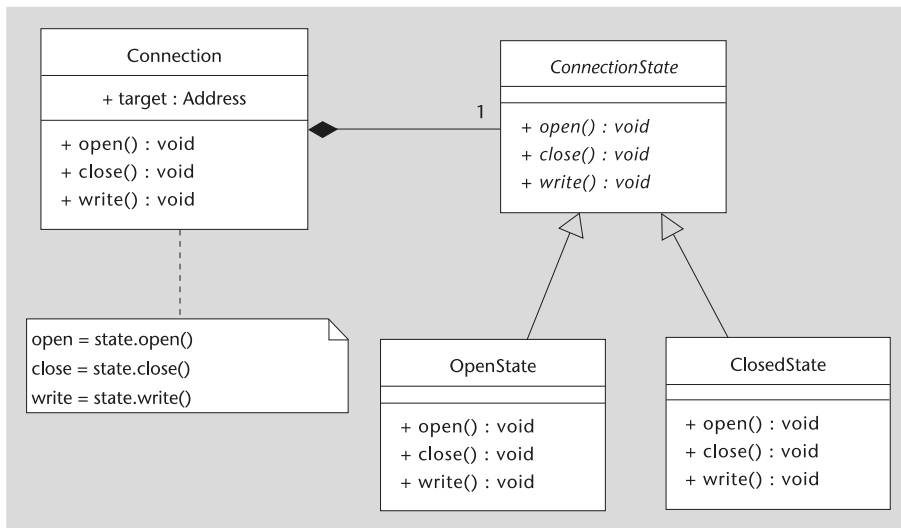 Connection
+ target : Address
+ open() : void
+ close() : void
+ write() : void
1
ConnectionState
+ open() : void
+ close() : void
+ write() : void
open = state.open()
close = state.close()
write = state.write()
OpenState
+ open() : void
+ close() : void
+ write() : void
ClosedState
+ open() : void
+ close() : void
+ write() : void